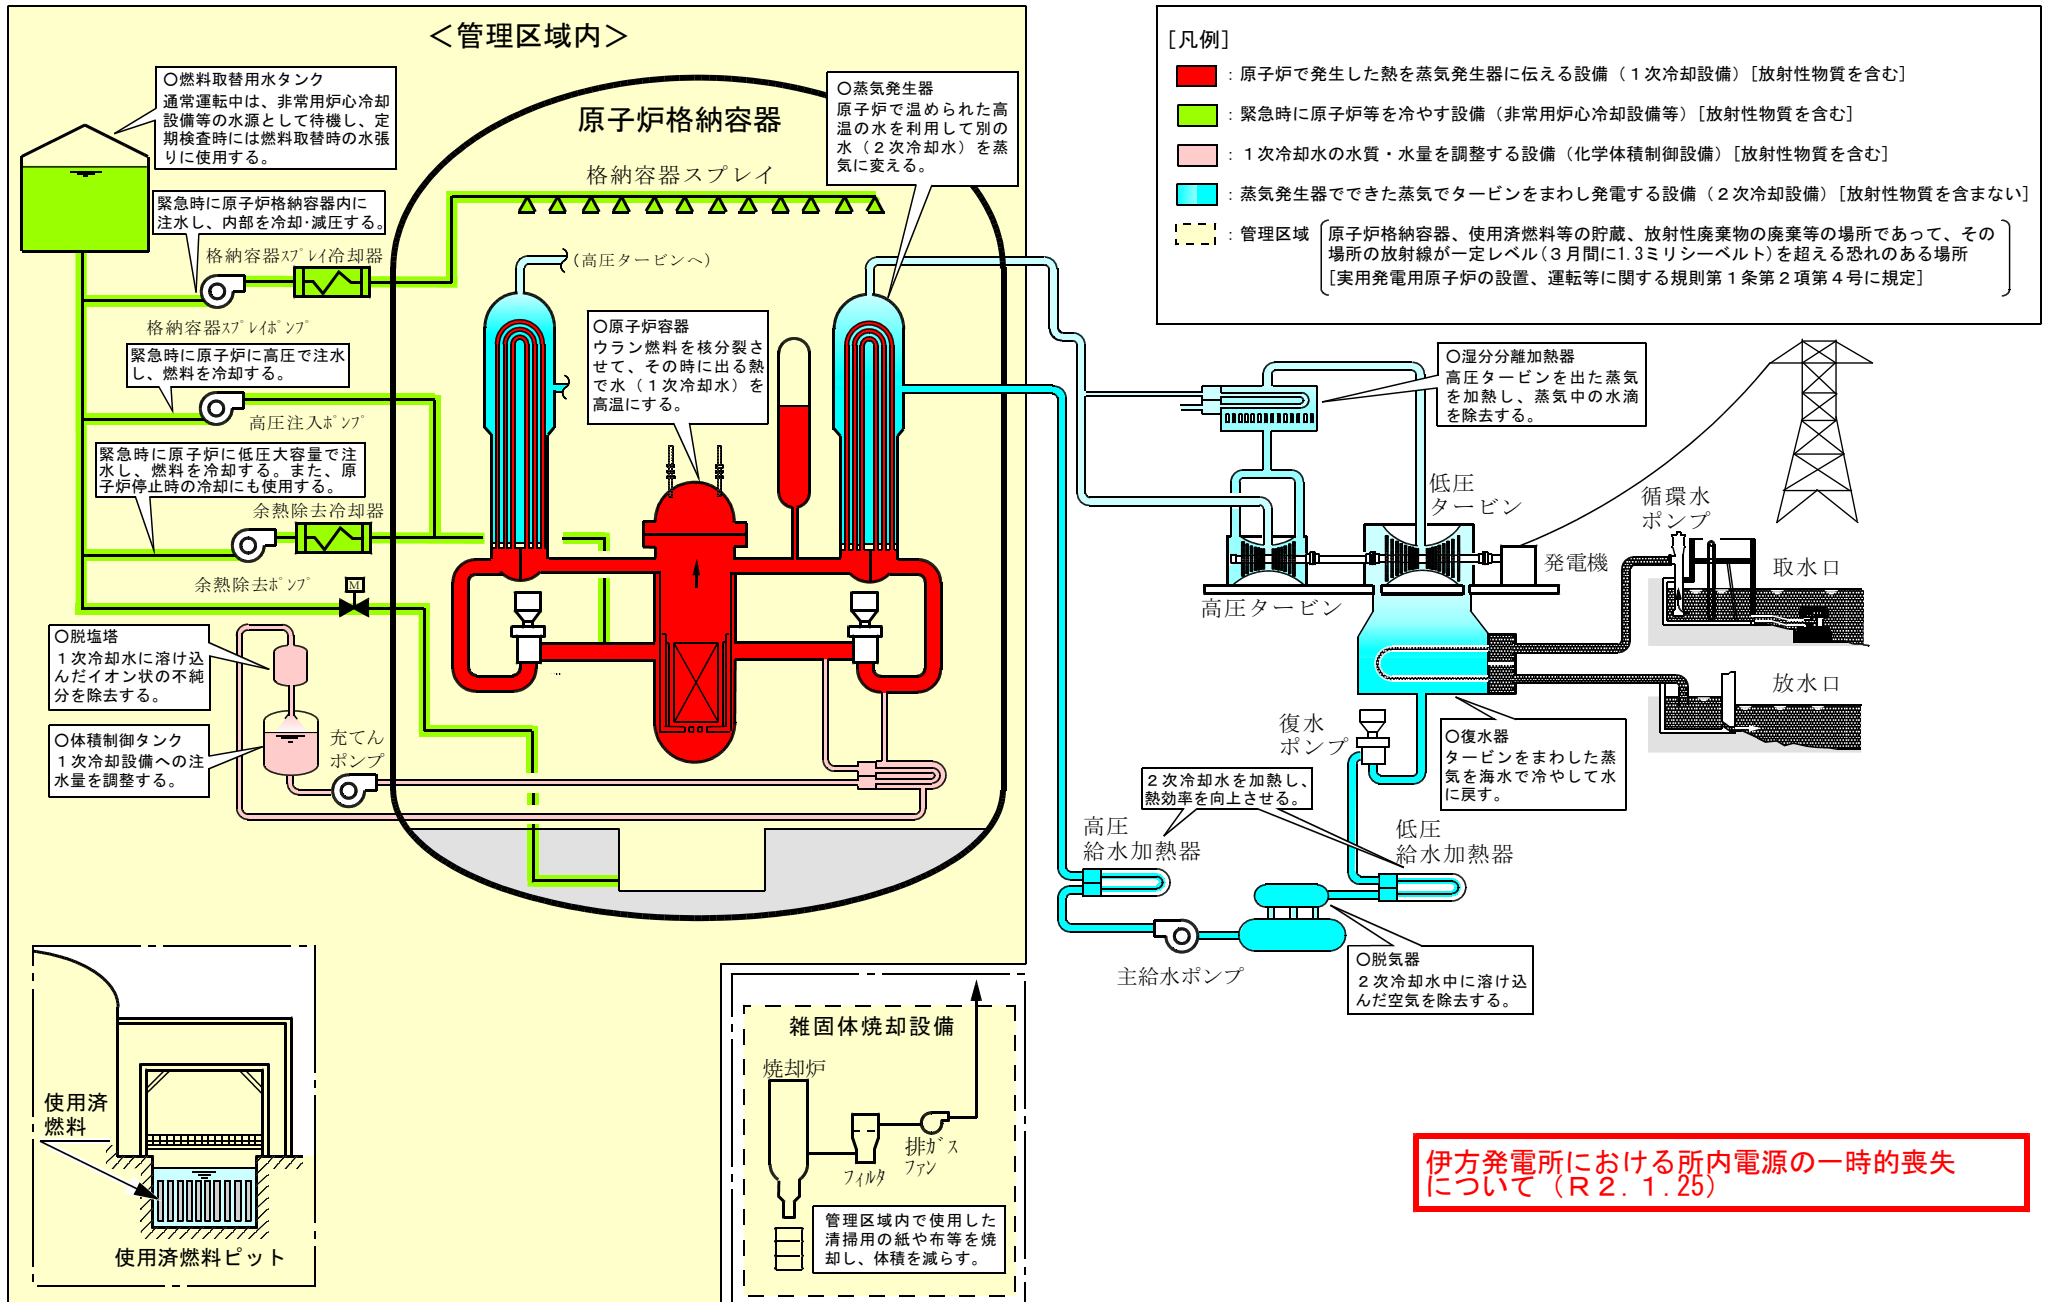 ＜管理区域内＞
○燃料取替用水タンク
通常運転中は、非常用炉心冷却
設備等の水源として待機し、定
期検査時には燃料取替時の水張
りに使用する。
緊急時に原子炉格納容器内に
注水し、内部を冷却･減圧する。
格納容器ｽﾌﾟﾚｲ冷却器
格納容器ｽﾌﾟﾚｲﾎﾟﾝﾌﾟ
緊急時に原子炉に高圧で注水
し、燃料を冷却する。
高圧注入ﾎﾟﾝﾌﾟ
緊急時に原子炉に低圧大容量で注
水し、燃料を冷却する。また、原
子炉停止時の冷却にも使用する。
余熱除去冷却器
余熱除去ﾎﾟﾝﾌﾟ
M
○脱塩塔
１次冷却水に溶け込
んだイオン状の不純
分を除去する。
○体積制御タンク
１次冷却設備への注
水量を調整する。
充てん
ポンプ
原子炉格納容器
格納容器スプレイ
（高圧タービンへ）
○蒸気発生器
原子炉で温められた高
温の水を利用して別の
水（２次冷却水）を蒸
気に変える。
○原子炉容器
ウラン燃料を核分裂さ
せて、その時に出る熱
で水（１次冷却水）を
高温にする。
[凡例]
：原子炉で発生した熱を蒸気発生器に伝える設備（１次冷却設備）[放射性物質を含む]
：緊急時に原子炉等を冷やす設備（非常用炉心冷却設備等）[放射性物質を含む]
：１次冷却水の水質・水量を調整する設備（化学体積制御設備）[放射性物質を含む]
：蒸気発生器でできた蒸気でタービンをまわし発電する設備（２次冷却設備）[放射性物質を含まない]
：管理区域
原子炉格納容器、使用済燃料等の貯蔵、放射性廃棄物の廃棄等の場所であって、その
場所の放射線が一定レベル(３月間に1.3ミリシーベルト)を超える恐れのある場所
[実用発電用原子炉の設置、運転等に関する規則第１条第２項第４号に規定]
○湿分分離加熱器
高圧タービンを出た蒸気
を加熱し、蒸気中の水滴
を除去する。
低圧
タービン
高圧タービン
発電機
循環水
ポンプ
取水口
放水口
復水
ポンプ
○復水器
タービンをまわした蒸
気を海水で冷やして水
に戻す。
２次冷却水を加熱し、
熱効率を向上させる。
高圧
給水加熱器
低圧
給水加熱器
主給水ポンプ
○脱気器
２次冷却水中に溶け込
んだ空気を除去する。
使用済
燃料
使用済燃料ピット
雑固体焼却設備
焼却炉
フィルタ
排ｶﾞｽ
ファン
管理区域内で使用した
清掃用の紙や布等を焼
却し、体積を減らす。
伊方発電所における所内電源の一時的喪失
について（Ｒ２．１.25）